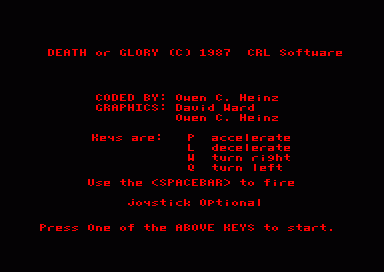 DEATH or GLORY (C) 1987  CRL Software
CODED BY: Owen C. Heinz
GRAPHICS: David Ward
Owen C. Heinz
Keys are:   P  accelerate
L  decelerate
W  turn right
Q  turn left
Use the <SPACEBAR> to fire
Joystick Optional
Press One of the ABOVE KEYS to start.